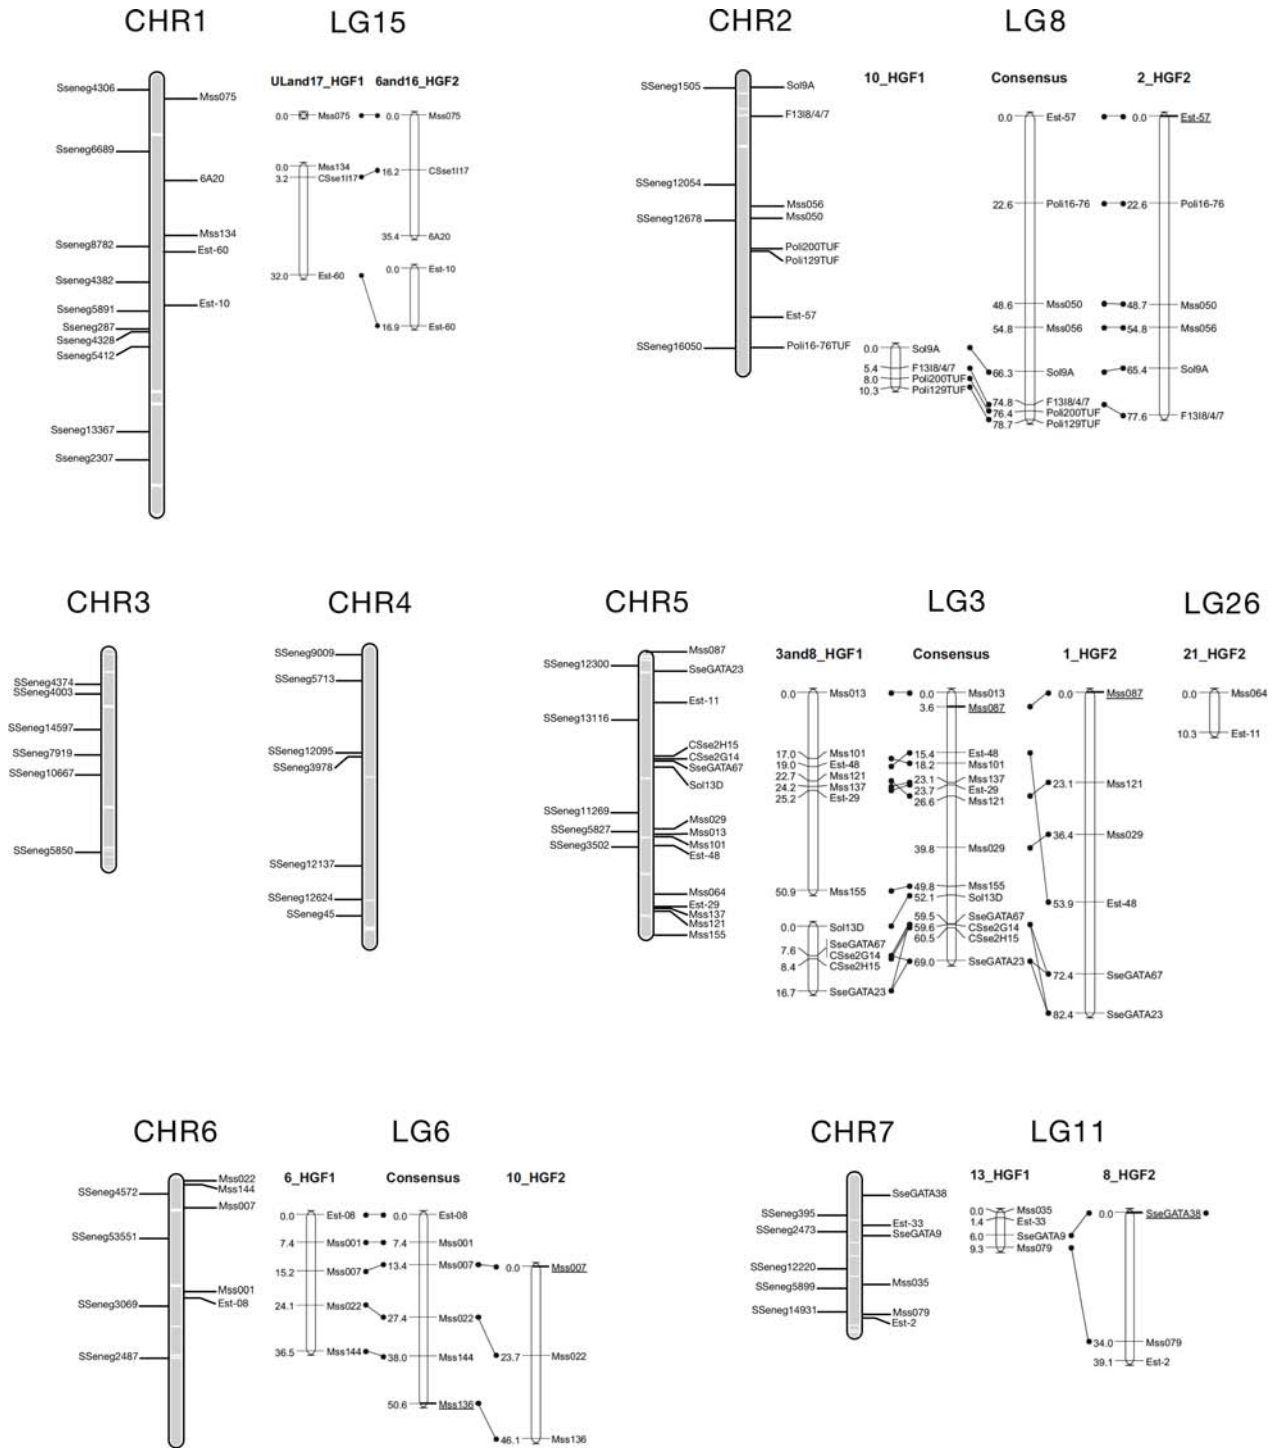 CHR1
LG15
CHR2
LG8
ULand17_HGF1
6and16_HGF2
10_HGF1
Consensus
2_HGF2
Sseneg4306
Sseneg6689
Sseneg8782
Sseneg4382
Sseneg5891
Sseneg287
Sseneg4328
Sseneg5412
Sseneg13367
Sseneg2307
Mss075
6A20
Mss134
Est-60
Est-10
0.0 Mss075
0.0 Mss134
3.2 CSse1I17
32.0 Est-60
0.0 Mss075
16.2 CSse1I17
35.4 6A20
0.0 Est-10
16.9 Est-60
SSeneg1505
SSeneg12054
SSeneg12678
SSeneg16050
Sol9A
F13I8/4/7
Mss056
Mss050
Poli200TUF
Poli129TUF
Est-57
Poli16-76TUF
0.0 Sol9A
5.4 F13I8/4/7
8.0 Poli200TUF
10.3 Poli129TUF
0.0 Est-57
22.6 Poli16-76
48.6 Mss050
54.8 Mss056
66.3 Sol9A
74.8 F13I8/4/7
76.4 Poli200TUF
78.7 Poli129TUF
0.0 Est-57
22.6 Poli16-76
48.7 Mss050
54.8 Mss056
65.4 Sol9A
77.6 F13I8/4/7
CHR3
CHR4
CHR5
LG3
LG26
SSeneg4374
SSeneg4003
SSeneg14597
SSeneg7919
SSeneg10667
SSeneg5850
SSeneg9009
SSeneg5713
SSeneg12095
SSeneg3978
SSeneg12137
SSeneg12624
SSeneg45
SSeneg12300
SSeneg13116
SSeneg11269
SSeneg5827
SSeneg3502
Mss087
SseGATA23
Est-11
CSse2H15
CSse2G14
SseGATA67
Sol13D
Mss029
Mss013
Mss101
Est-48
Mss064
Est-29
Mss137
Mss121
Mss155
3and8_HGF1
Consensus
1_HGF2
21_HGF2
0.0 Mss013
17.0 Mss101
19.0 Est-48
22.7 Mss121
24.2 Mss137
25.2 Est-29
50.9 Mss155
0.0 Sol13D
SseGATA67
7.6 CSse2G14
8.4 CSse2H15
16.7 SseGATA23
0.0 Mss013
3.6 Mss087
15.4 Est-48
18.2 Mss101
23.1 Mss137
23.7 Est-29
26.6 Mss121
39.8 Mss029
49.8 Mss155
52.1 Sol13D
59.5 SseGATA67
59.6 CSse2G14
60.5 CSse2H15
69.0 SseGATA23
0.0 Mss087
23.1 Mss121
36.4 Mss029
53.9 Est-48
72.4 SseGATA67
82.4 SseGATA23
0.0 Mss064
10.3 Est-11
CHR6
LG6
CHR7
LG11
6_HGF1
Consensus
10_HGF2
13_HGF1
8_HGF2
SSeneg4572
SSeneg53551
SSeneg3069
SSeneg2487
Mss022
Mss144
Mss007
Mss001
Est-08
0.0 Est-08
7.4 Mss001
15.2 Mss007
24.1 Mss022
36.5 Mss144
0.0 Est-08
7.4 Mss001
13.4 Mss007
27.4 Mss022
38.0 Mss144
50.6 Mss136
0.0 Mss007
23.7 Mss022
46.1 Mss136
SSeneg395
SSeneg2473
SSeneg12220
SSeneg5899
SSeneg14931
SseGATA38
Est-33
SseGATA9
Mss035
Mss079
Est-2
0.0 Mss035
1.4 Est-33
6.0 SseGATA9
9.3 Mss079
0.0 SseGATA38
34.0 Mss079
39.1 Est-2